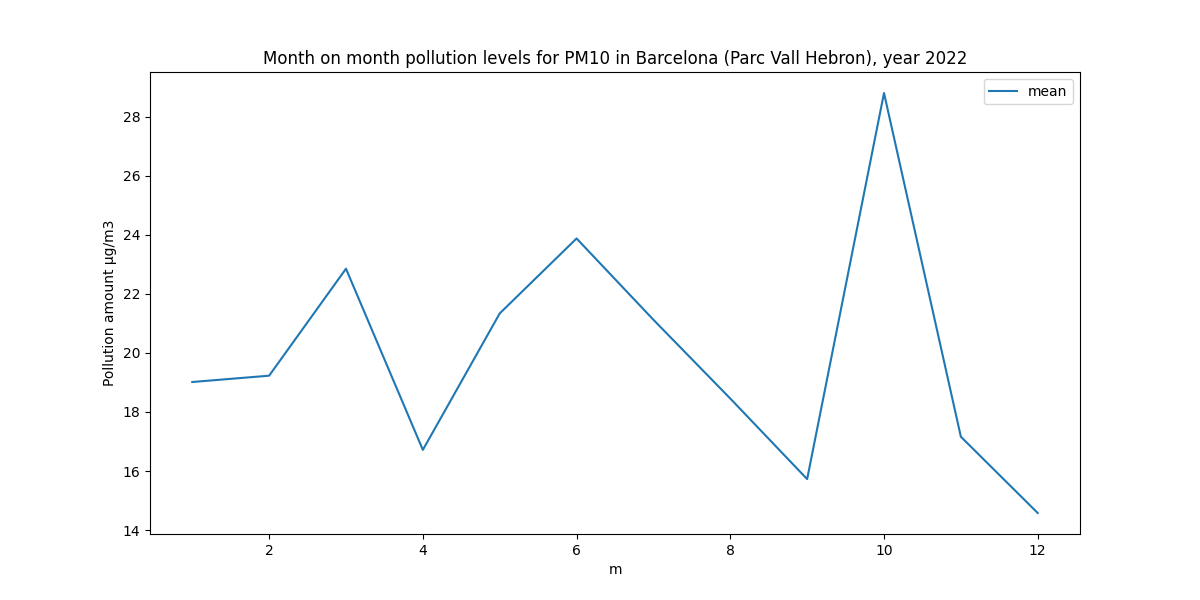 Month on month pollution levels for PM10 in Barcelona (Parc Vall Hebron), year 2022
mean
Pollution amount µg/m3
28
26
24
22
20
18
16
14
2 4 6 8 10 12
m